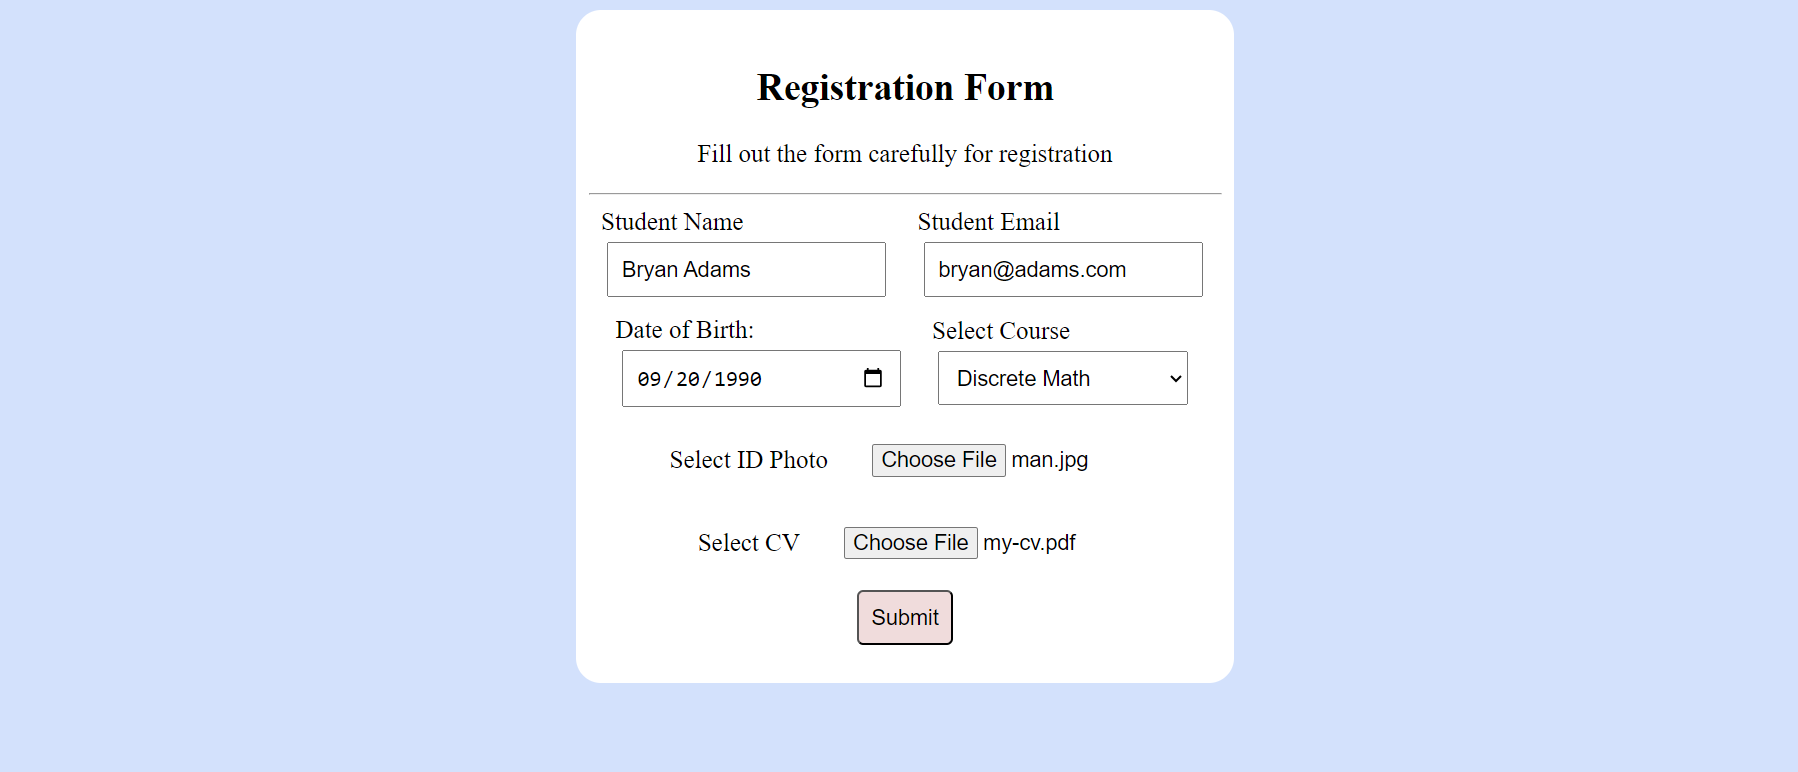 Registration Form
Fill out the form carefully for registration
Student Name
Student Email
Bryan Adams
bryan@adams.com
Date of Birth:
Select Course
09/20/1990
Discrete Math
Select ID Photo Choose File man.jpg
Select CV Choose File my-cv.pdf
Submit